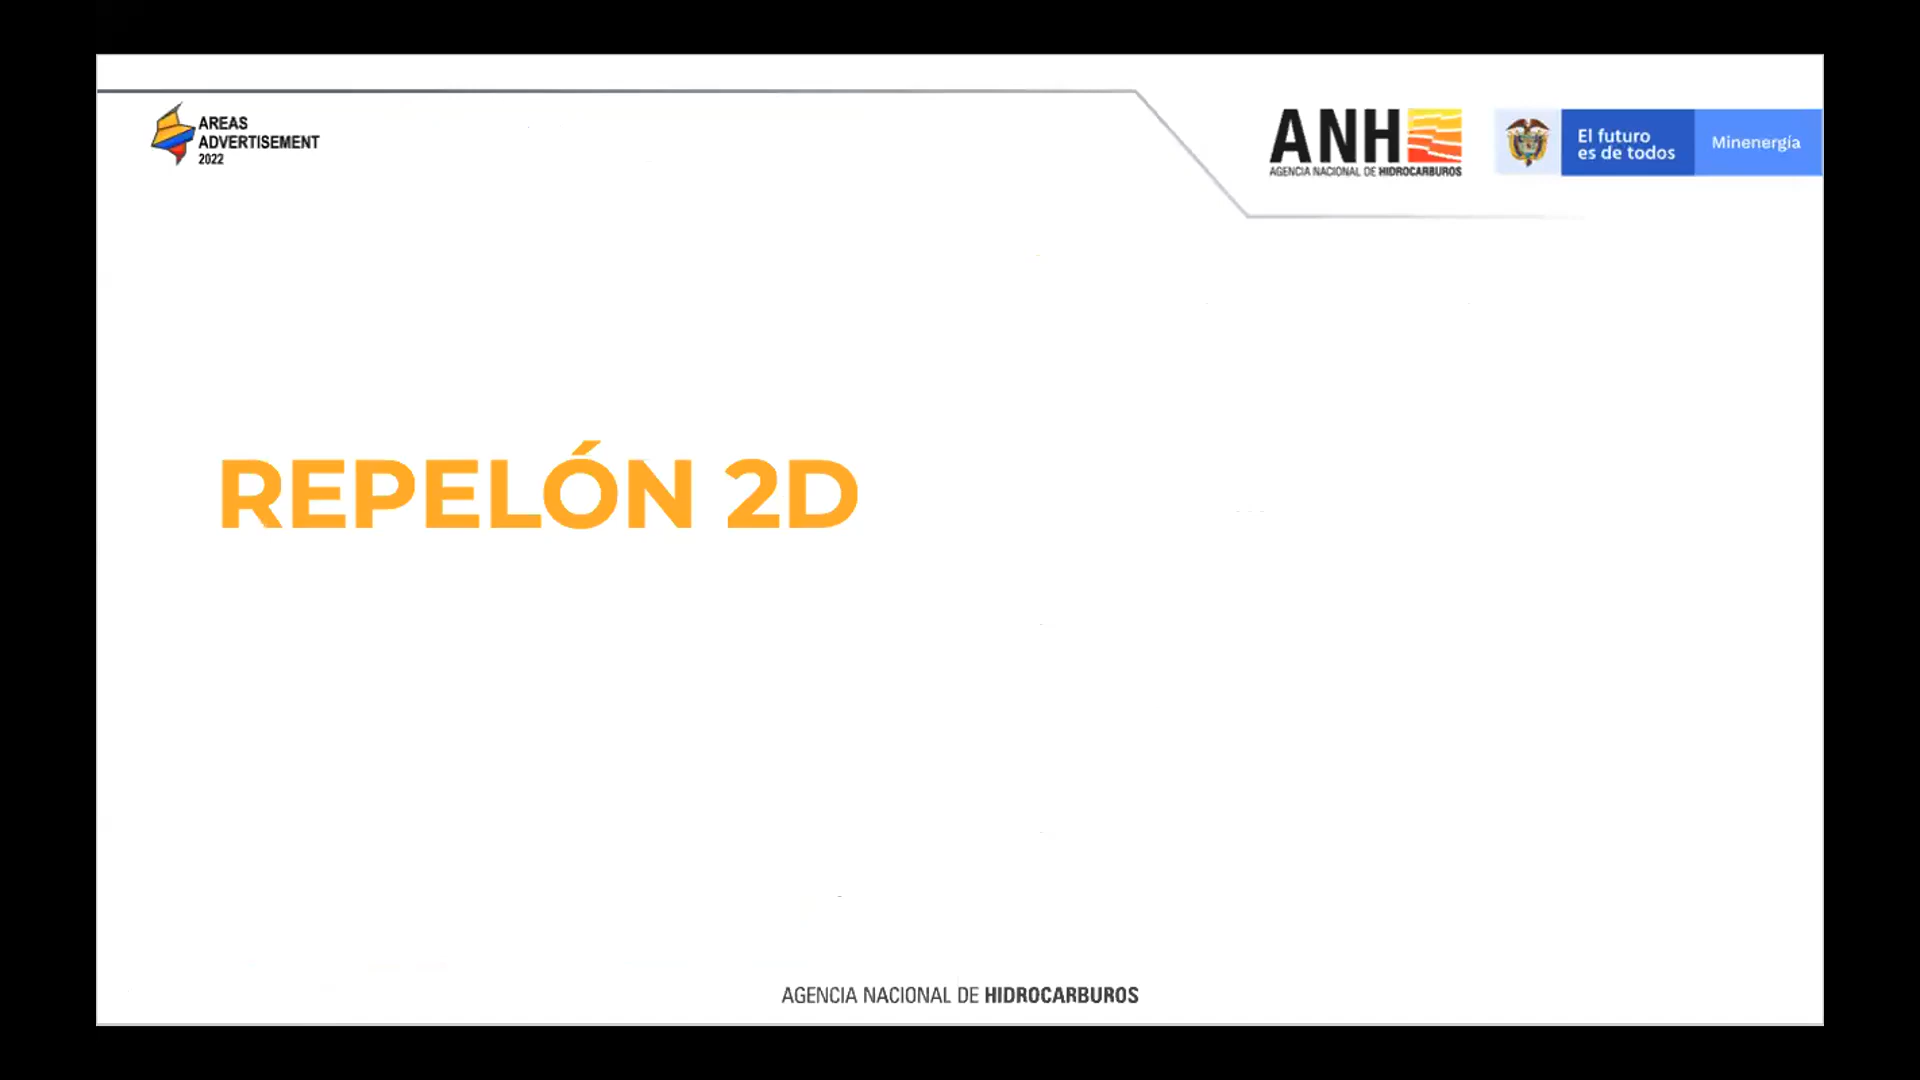 AREAS
ADVERTISEMENT
2022
ANH
AGENCIA NACIONAL DE HIDROCARBUROS
El futuro
es de todos
Minenergía
REPELÓN 2D
AGENCIA NACIONAL DE HIDROCARBUROS